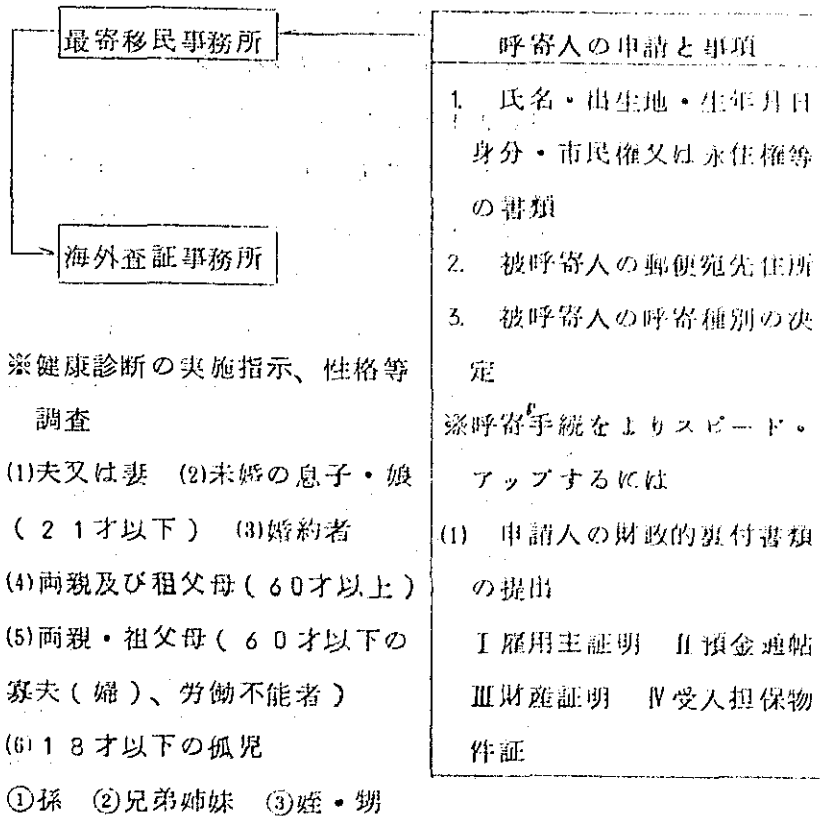 最寄移民事務所
海外査証事務所
※健康診断の実施指示、性格等
調査
(1)夫又は妻 (2)未婚の息子・娘
(21才以下) (3)婚約者
(4)両親及び祖父母(60才以上)
(5)両親・祖父母(60才以下の
寡夫(婦)、労働不能者)
(6)18才以下の孤児
①孫 ②兄弟姉妹 ③姪・甥
呼寄人の申請と事項
1. 氏名・出生地・生年月日
身分・市民権又は永住権等
の書類
2. 被呼寄人の郵便宛先住所
3. 被呼寄人の呼寄種別の決
定
※呼寄手続をよりスピード・
アップするには
(1) 申請人の財政的裏付書類
の提出
Ⅰ雇用主証明 Ⅱ預金通帖
Ⅲ財産証明 Ⅳ受入担保物
件証